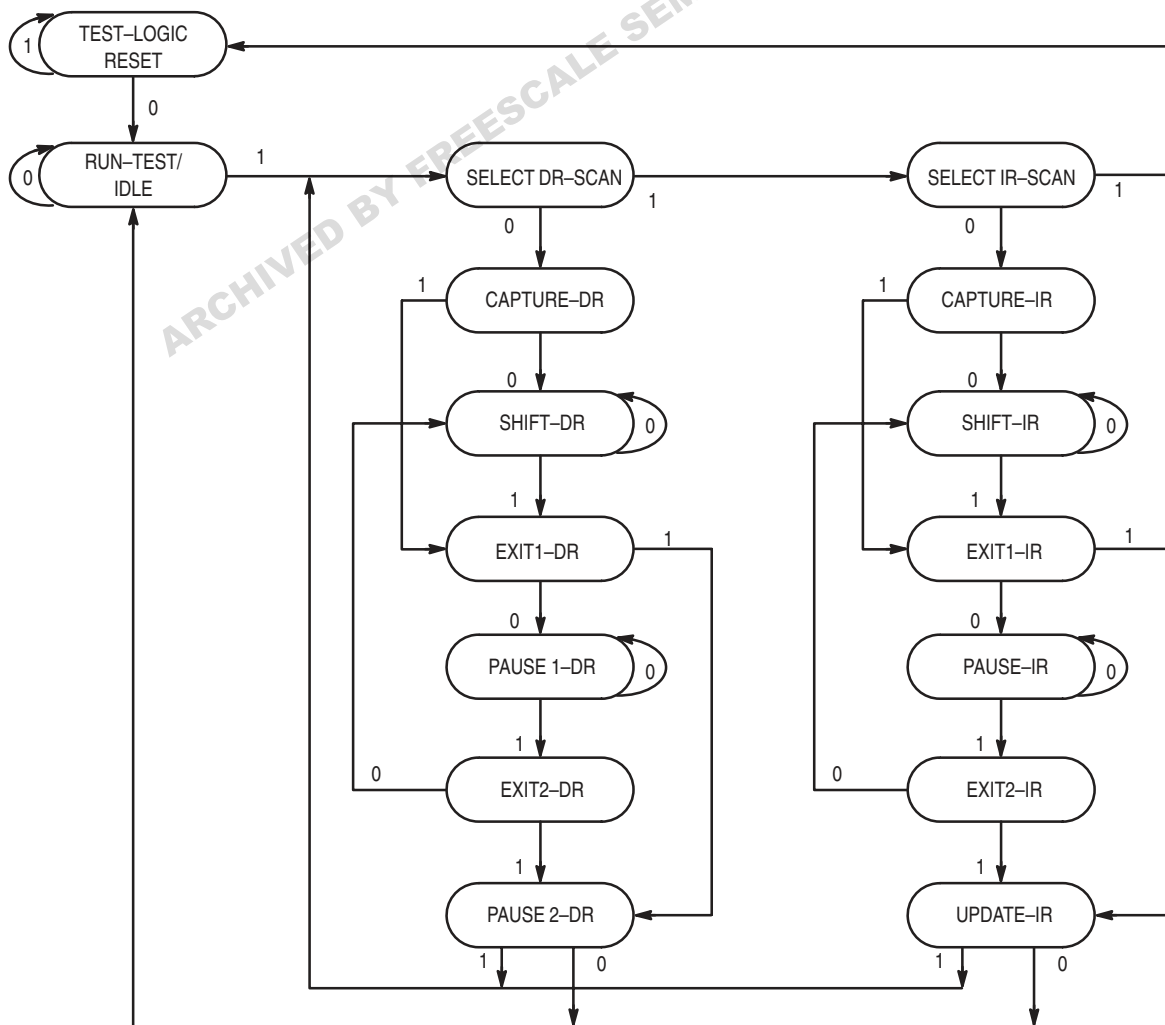 TEST–LOGIC
RESET
1
0
RUN–TEST/
IDLE
0
1
SELECT DR–SCAN
1
SELECT IR–SCAN
1
0
0
1
CAPTURE–DR
1
CAPTURE–IR
0
0
SHIFT–DR
0
SHIFT–IR
0
1
1
EXIT1–DR
1
EXIT1–IR
1
0
0
PAUSE 1–DR
0
PAUSE–IR
0
1
1
0
EXIT2–DR
0
EXIT2–IR
1
1
PAUSE 2–DR
UPDATE–IR
1
0
1
0
ARCHIVED BY FREESCALE